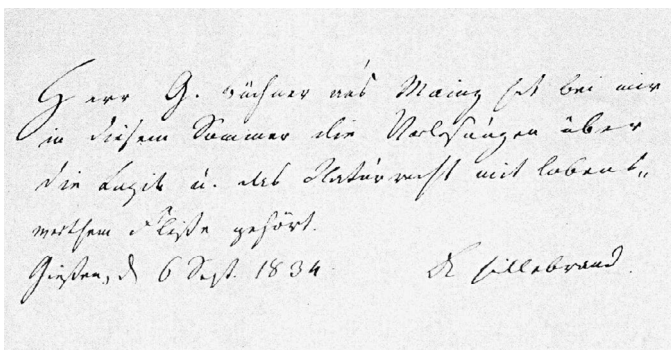 Herr G. Büchner aus Mainz hat bei mir
in diesem Sommer die Vorlesungen über
die Logik u. das Naturrecht mit lobens-
werthem Fleiße gehört.
Gießen, d 6 Sept. 1834 Dr Hillebrand.